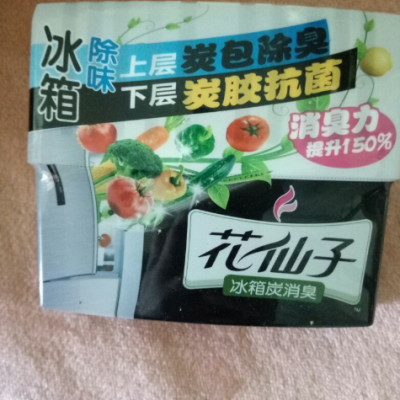 冰箱
除味
上层 炭包除臭
下层 炭胶抗菌
消臭力
提升150%
花仙子
冰箱炭消臭